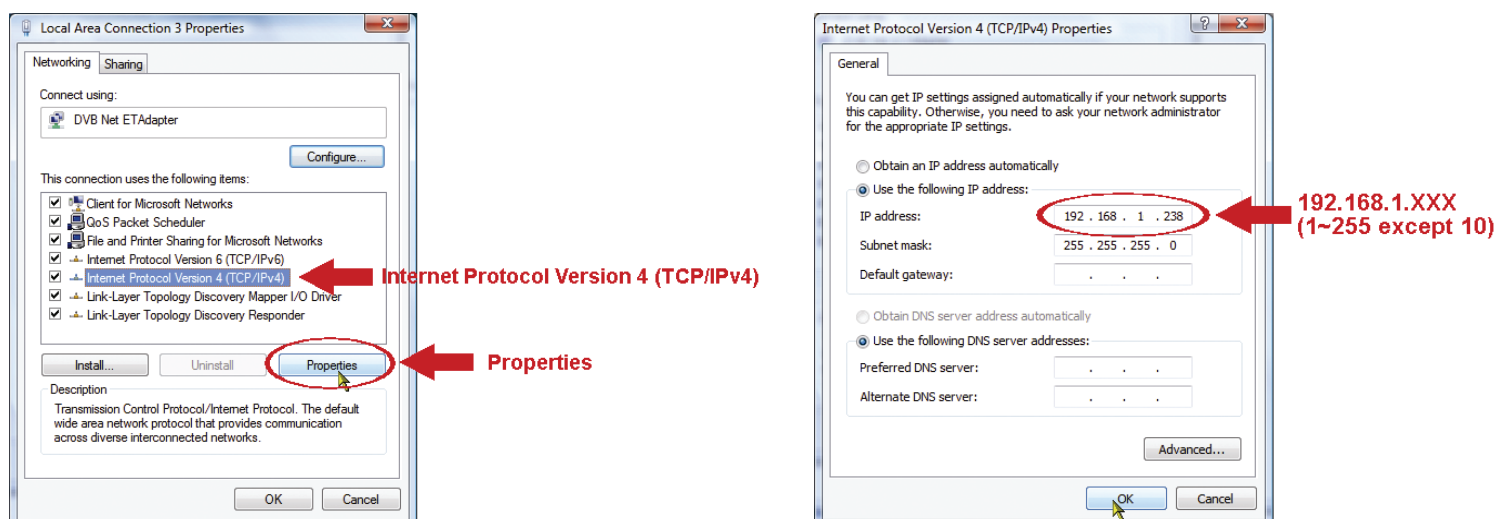 Local Area Connection 3 Properties
Networking
Sharing
Connect using:
DVB Net ETAdapter
Configure...
This connection uses the following items:
Client for Microsoft Networks
QoS Packet Scheduler
File and Printer Sharing for Microsoft Networks
Internet Protocol Version 6 (TCP/IPv6)
Internet Protocol Version 4 (TCP/IPv4)
Link-Layer Topology Discovery Mapper I/O Driver
Link-Layer Topology Discovery Responder
Internet Protocol Version 4 (TCP/IPv4)
Install...
Uninstall
Properties
Properties
Description
Transmission Control Protocol/Internet Protocol. The default
wide area network protocol that provides communication
across diverse interconnected networks.
OK
Cancel
Internet Protocol Version 4 (TCP/IPv4) Properties
General
You can get IP settings assigned automatically if your network supports
this capability. Otherwise, you need to ask your network administrator
for the appropriate IP settings.
Obtain an IP address automatically
Use the following IP address:
IP address:
192 . 168 . 1 . 238
192.168.1.XXX
(1~255 except 10)
Subnet mask:
255 . 255 . 255 . 0
Default gateway:
. . .
Obtain DNS server address automatically
Use the following DNS server addresses:
Preferred DNS server:
. . .
Alternate DNS server:
. . .
Advanced...
OK
Cancel